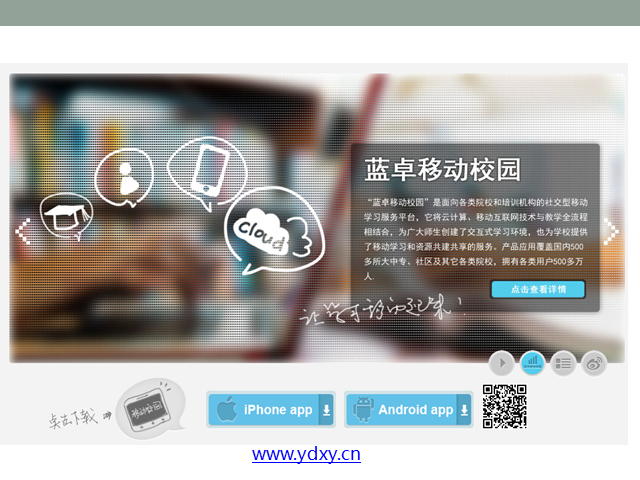 蓝卓移动校园
“蓝卓移动校园”是面向各类院校和培训机构的社交型移动
学习服务平台，它将云计算、移动互联网技术与教学全流程
相结合，为广大师生创建了交互式学习环境，也为学校提供
了移动学习和资源共建共享的服务。产品应用覆盖国内500
多所大中专、社区及其它各类院校，拥有各类用户500多万
人.
cloud
点击查看详情
让学习移动起来！
点击下载
移动校园
iPhone app
Android app
www.ydxy.cn